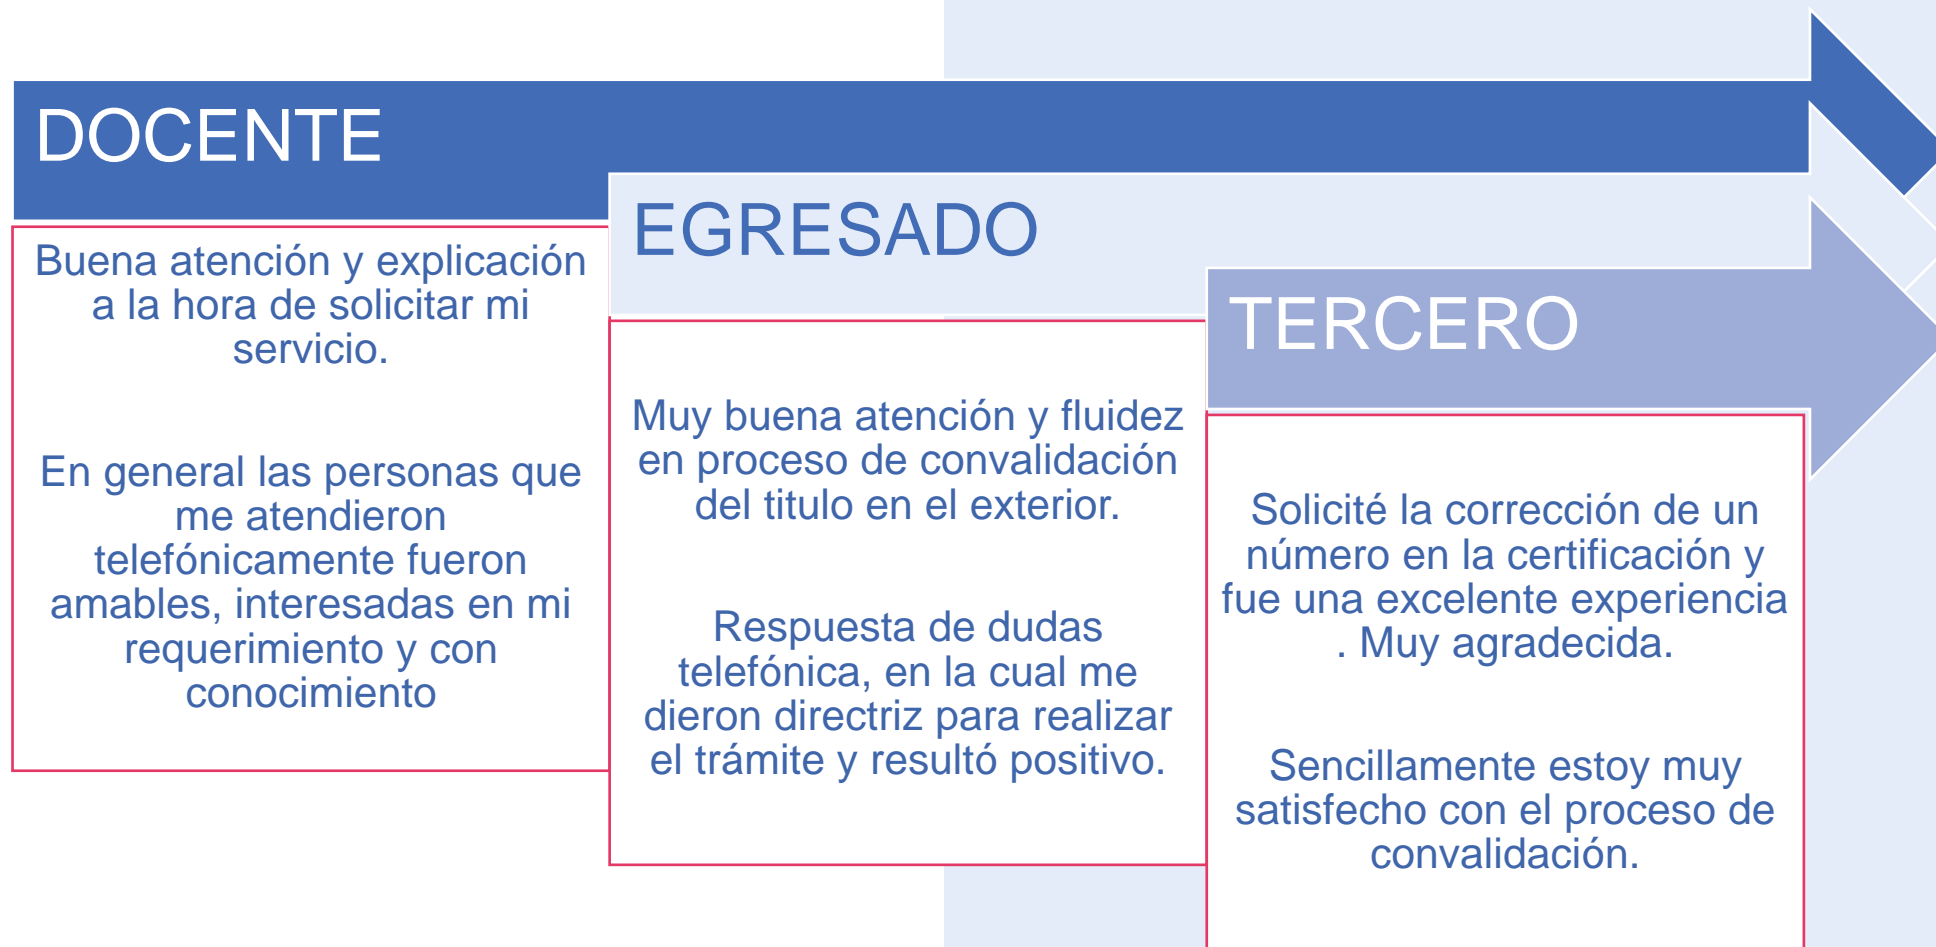 DOCENTE
Buena atención y explicación
a la hora de solicitar mi
servicio.
En general las personas que
me atendieron
telefónicamente fueron
amables, interesadas en mi
requerimiento y con
conocimiento
EGRESADO
Muy buena atención y fluidez
en proceso de convalidación
del titulo en el exterior.
Respuesta de dudas
telefónica, en la cual me
dieron directriz para realizar
el trámite y resultó positivo.
TERCERO
Solicité la corrección de un
número en la certificación y
fue una excelente experiencia
. Muy agradecida.
Sencillamente estoy muy
satisfecho con el proceso de
convalidación.